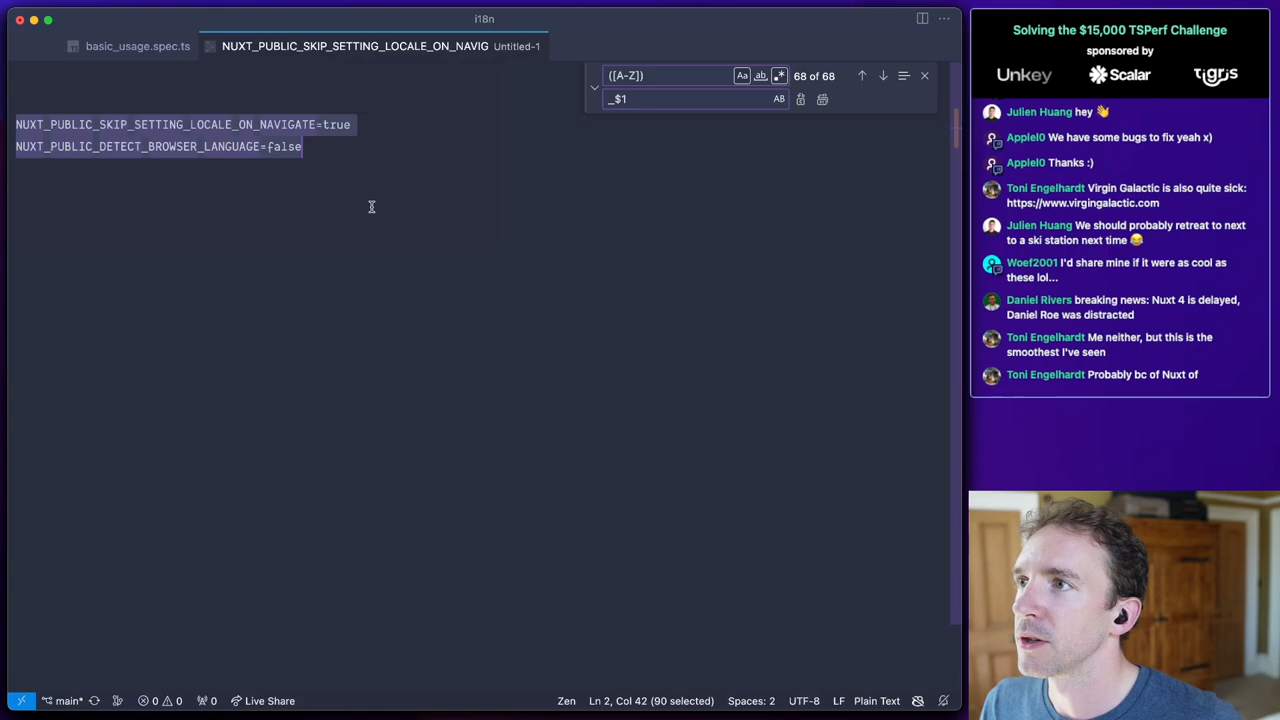 i18n
basic_usage.spec.ts
NUXT_PUBLIC_SKIP_SETTING_LOCALE_ON_NAVIG Untitled-1
([A-Z])
Aa
ab
.*
68 of 68
_$1
AB
NUXT_PUBLIC_SKIP_SETTING_LOCALE_ON_NAVIGATE=true
NUXT_PUBLIC_DETECT_BROWSER_LANGUAGE=false
main*
0
0
0
Live Share
Zen
Ln 2, Col 42 (90 selected)
Spaces: 2
UTF-8
LF
Plain Text
Solving the $15,000 TSPerf Challenge
sponsored by
Unkey
Scalar
tigris
Julien Huang hey 👋
Apple10 We have some bugs to fix yeah x)
Apple10 Thanks :)
Toni Engelhardt Virgin Galactic is also quite sick:
https://www.virgingalactic.com
Julien Huang We should probably retreat to next
to a ski station next time 😂
Woef2001 I'd share mine if it were as cool as
these lol...
Daniel Rivers breaking news: Nuxt 4 is delayed,
Daniel Roe was distracted
Toni Engelhardt Me neither, but this is the
smoothest I've seen
Toni Engelhardt Probably bc of Nuxt of